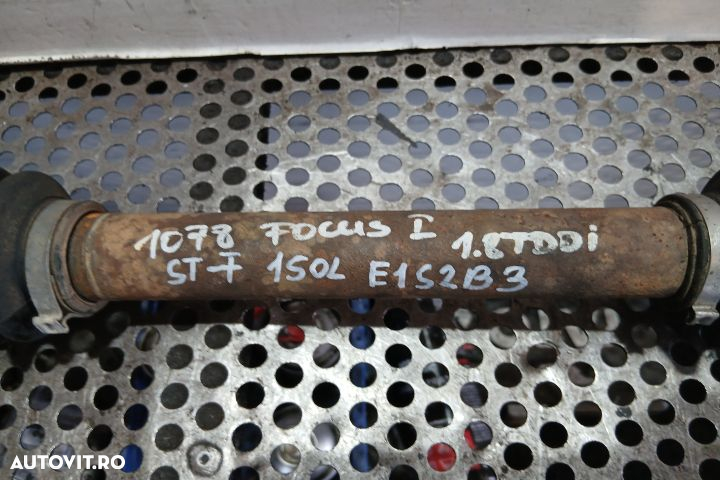 1078 FOCUS I 1.8TDDi
ST F 150L E1S2B3
AUTOVIT.RO